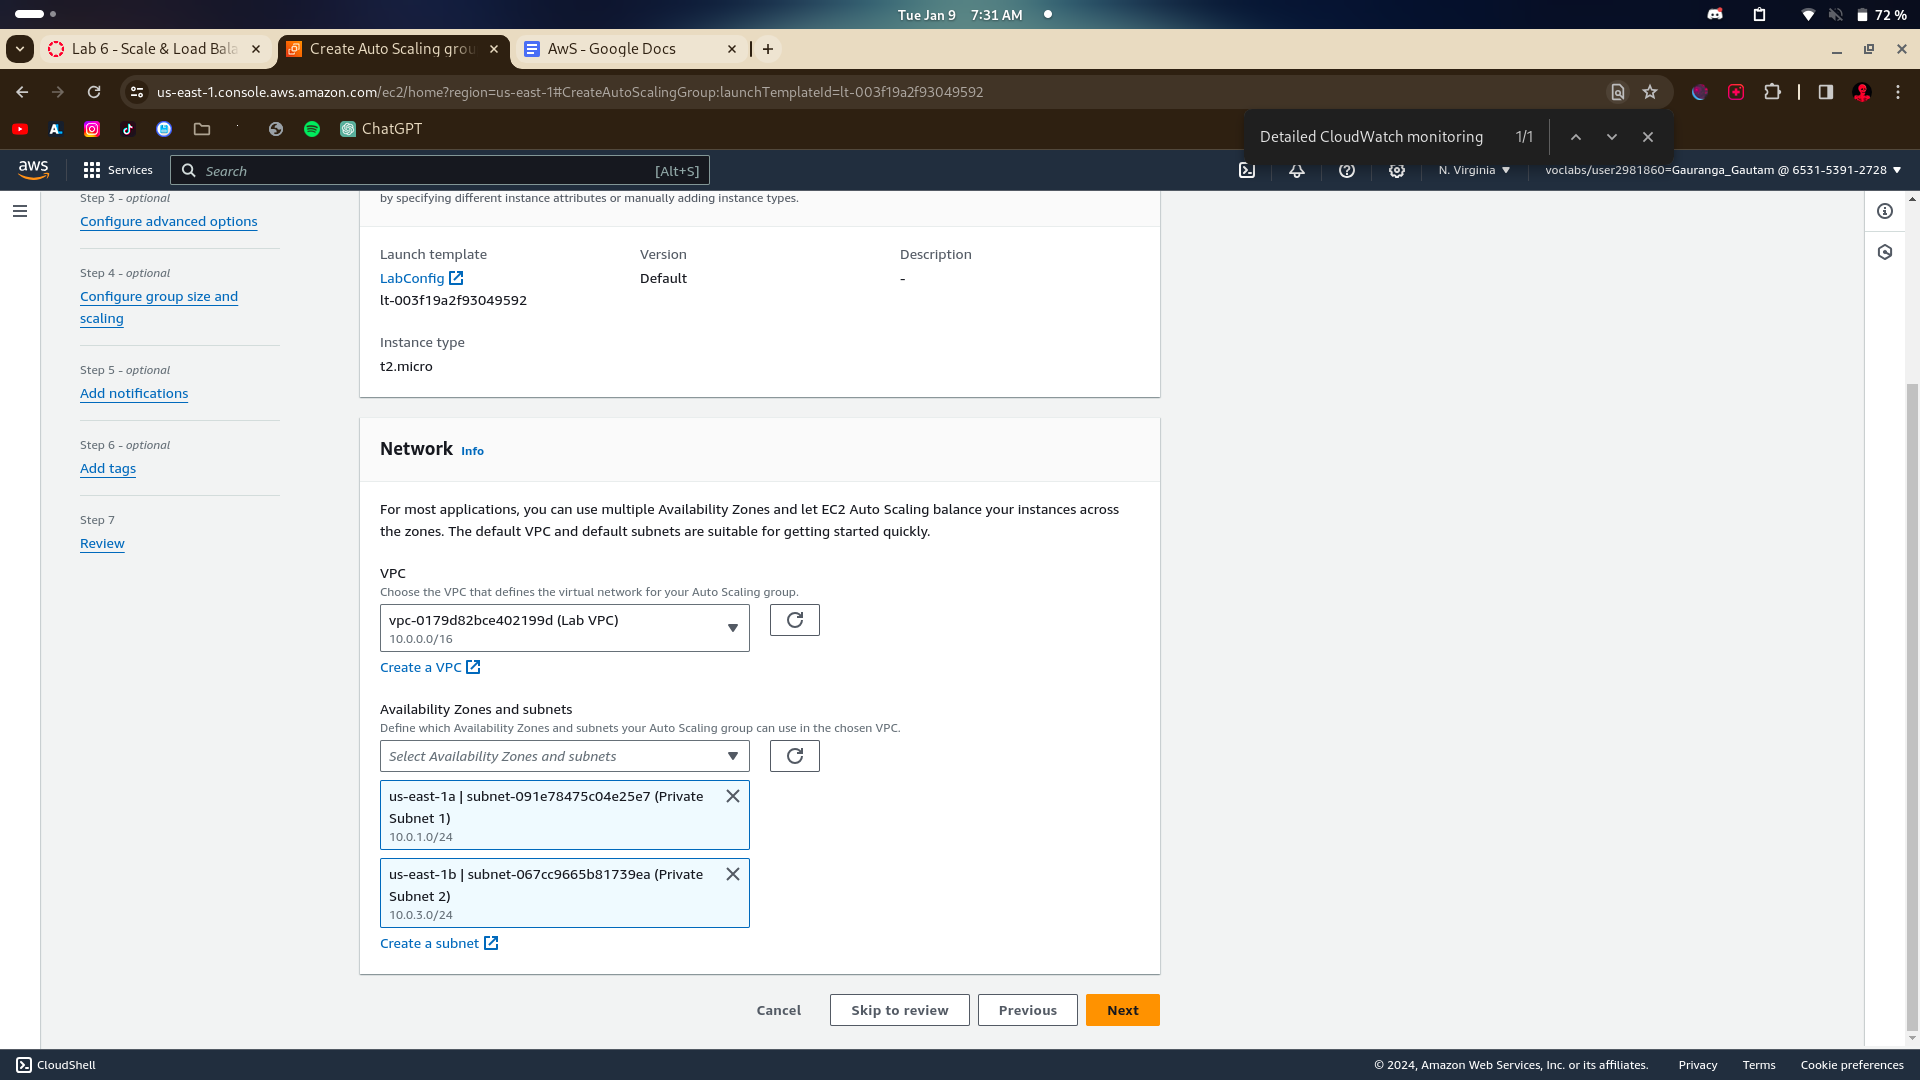 Tue Jan 9 7:31 AM
72 %
Lab 6 - Scale & Load Bala
Create Auto Scaling grou
AwS - Google Docs
us-east-1.console.aws.amazon.com/ec2/home?region=us-east-1#CreateAutoScalingGroup:launchTemplateId=lt-003f19a2f93049592
ChatGPT
Detailed CloudWatch monitoring 1/1
aws
Services
Search [Alt+S]
N. Virginia
voclabs/user2981860=Gauranga_Gautam @ 6531-5391-2728
Step 3 - optional
Configure advanced options
Step 4 - optional
Configure group size and
scaling
Step 5 - optional
Add notifications
Step 6 - optional
Add tags
Step 7
Review
by specifying different instance attributes or manually adding instance types.
Launch template
LabConfig
lt-003f19a2f93049592
Version
Default
Description
-
Instance type
t2.micro
Network Info
For most applications, you can use multiple Availability Zones and let EC2 Auto Scaling balance your instances across
the zones. The default VPC and default subnets are suitable for getting started quickly.
VPC
Choose the VPC that defines the virtual network for your Auto Scaling group.
vpc-0179d82bce402199d (Lab VPC)
10.0.0.0/16
Create a VPC
Availability Zones and subnets
Define which Availability Zones and subnets your Auto Scaling group can use in the chosen VPC.
Select Availability Zones and subnets
us-east-1a | subnet-091e78475c04e25e7 (Private
Subnet 1)
10.0.1.0/24
us-east-1b | subnet-067cc9665b81739ea (Private
Subnet 2)
10.0.3.0/24
Create a subnet
Cancel
Skip to review
Previous
Next
CloudShell
© 2024, Amazon Web Services, Inc. or its affiliates.
Privacy
Terms
Cookie preferences